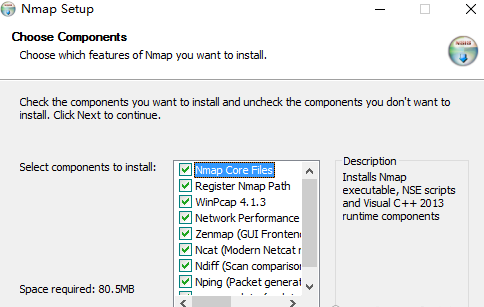 Nmap Setup
Choose Components
Choose which features of Nmap you want to install.
Check the components you want to install and uncheck the components you don't want to
install. Click Next to continue.
Select components to install:
Nmap Core Files
Register Nmap Path
WinPcap 4.1.3
Network Performance
Zenmap (GUI Frontend
Ncat (Modern Netcat r
Ndiff (Scan comparison
Nping (Packet generat
Description
Installs Nmap
executable, NSE scripts
and Visual C++ 2013
runtime components
Space required: 80.5MB